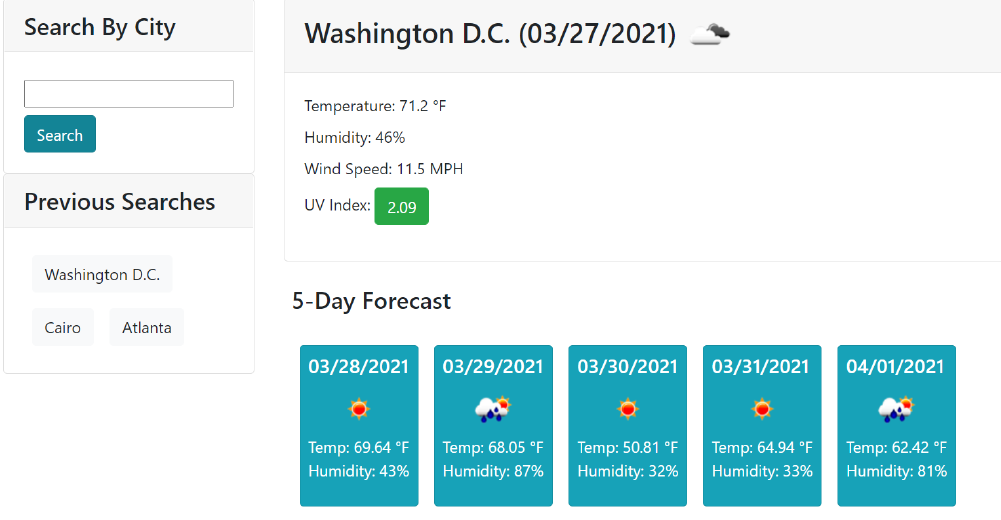 Search By City
Search
Previous Searches
Washington D.C.
Cairo
Atlanta
Washington D.C. (03/27/2021)
Temperature: 71.2 °F
Humidity: 46%
Wind Speed: 11.5 MPH
UV Index: 2.09
5-Day Forecast
03/28/2021
Temp: 69.64 °F
Humidity: 43%
03/29/2021
Temp: 68.05 °F
Humidity: 87%
03/30/2021
Temp: 50.81 °F
Humidity: 32%
03/31/2021
Temp: 64.94 °F
Humidity: 33%
04/01/2021
Temp: 62.42 °F
Humidity: 81%